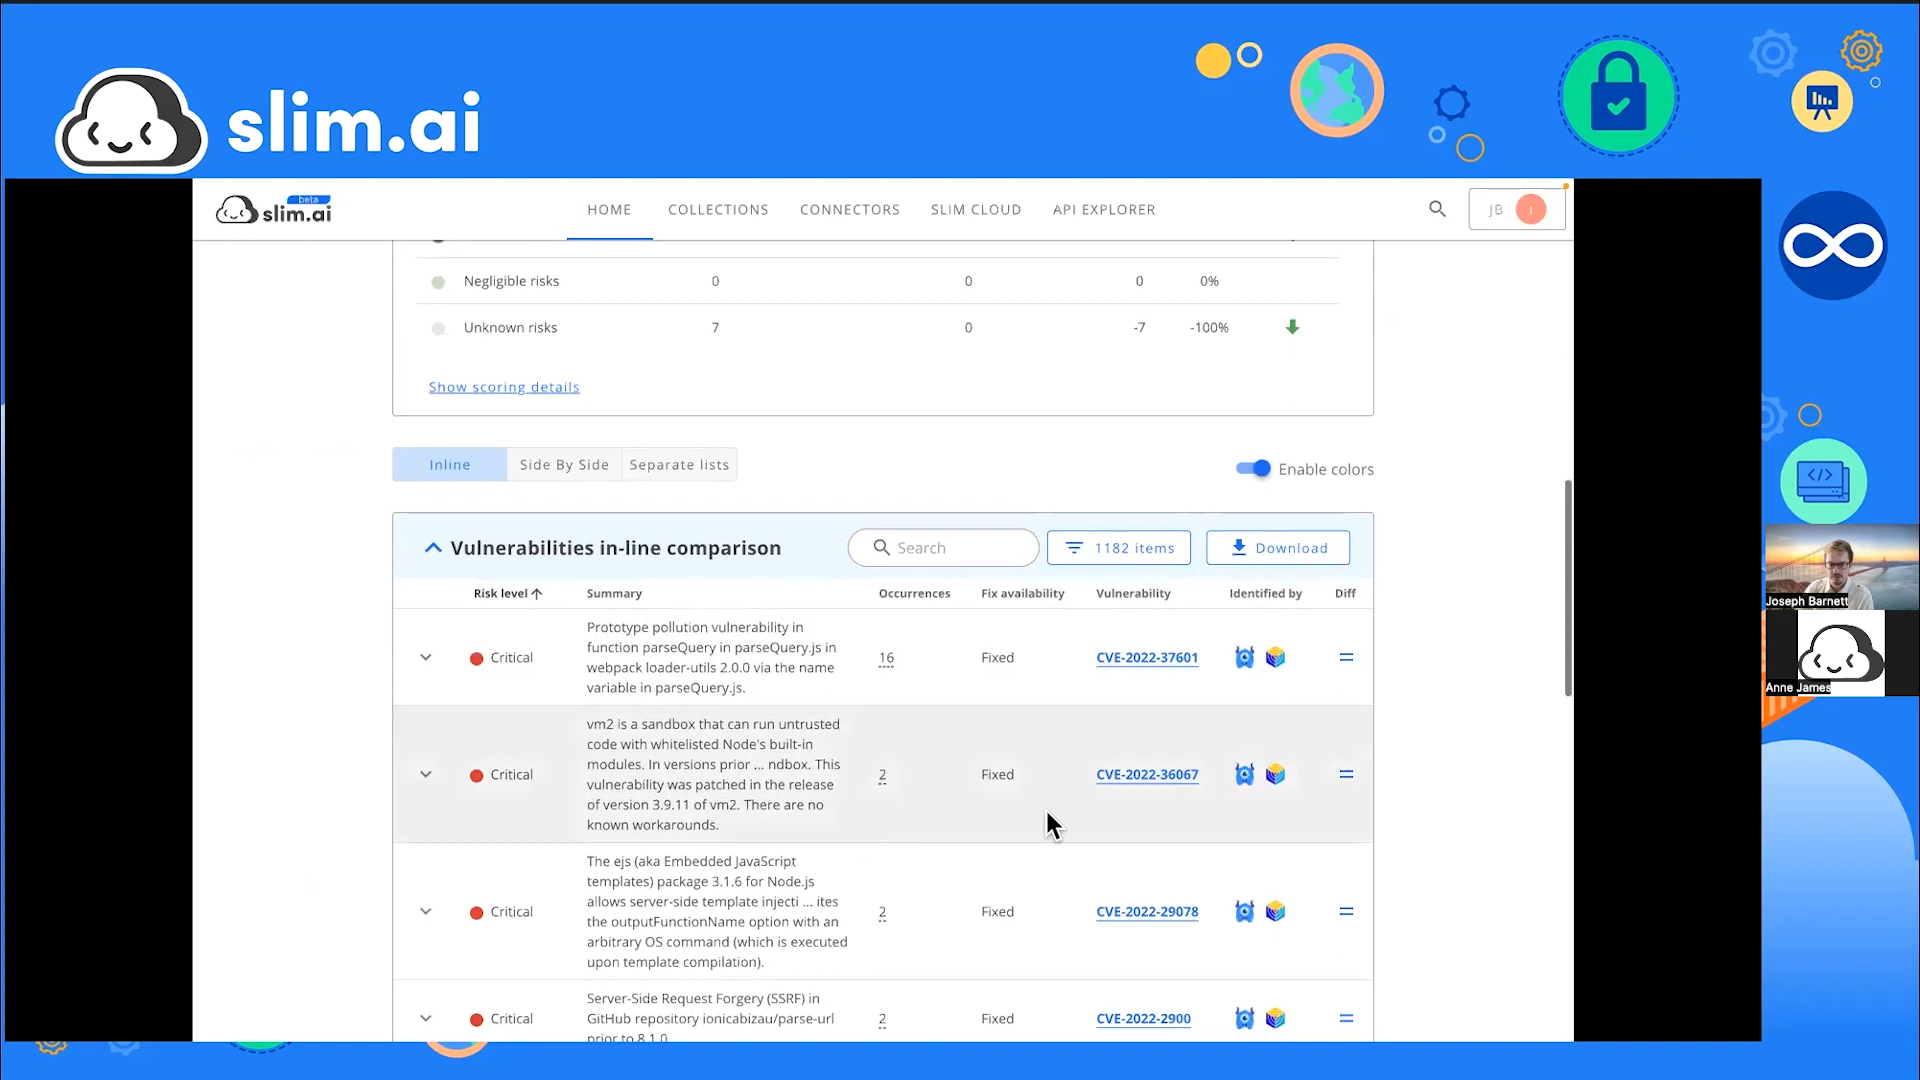 slim.ai
beta
slim.ai
HOME
COLLECTIONS
CONNECTORS
SLIM CLOUD
API EXPLORER
JB
J
Negligible risks 0 0 0 0%
Unknown risks 7 0 -7 -100%
Show scoring details
Inline
Side By Side
Separate lists
Enable colors
Vulnerabilities in-line comparison
Search
1182 items
Download
Risk level Summary Occurrences Fix availability Vulnerability Identified by Diff
Critical
Prototype pollution vulnerability in
function parseQuery in parseQuery.js in
webpack loader-utils 2.0.0 via the name
variable in parseQuery.js.
16
Fixed
CVE-2022-37601
Critical
vm2 is a sandbox that can run untrusted
code with whitelisted Node's built-in
modules. In versions prior ... ndbox. This
vulnerability was patched in the release
of version 3.9.11 of vm2. There are no
known workarounds.
2
Fixed
CVE-2022-36067
Critical
The ejs (aka Embedded JavaScript
templates) package 3.1.6 for Node.js
allows server-side template injecti ... ites
the outputFunctionName option with an
arbitrary OS command (which is executed
upon template compilation).
2
Fixed
CVE-2022-29078
Critical
Server-Side Request Forgery (SSRF) in
GitHub repository ionicabizau/parse-url
prior to 8.1.0
2
Fixed
CVE-2022-2900
</>
Joseph Barnett
Anne James